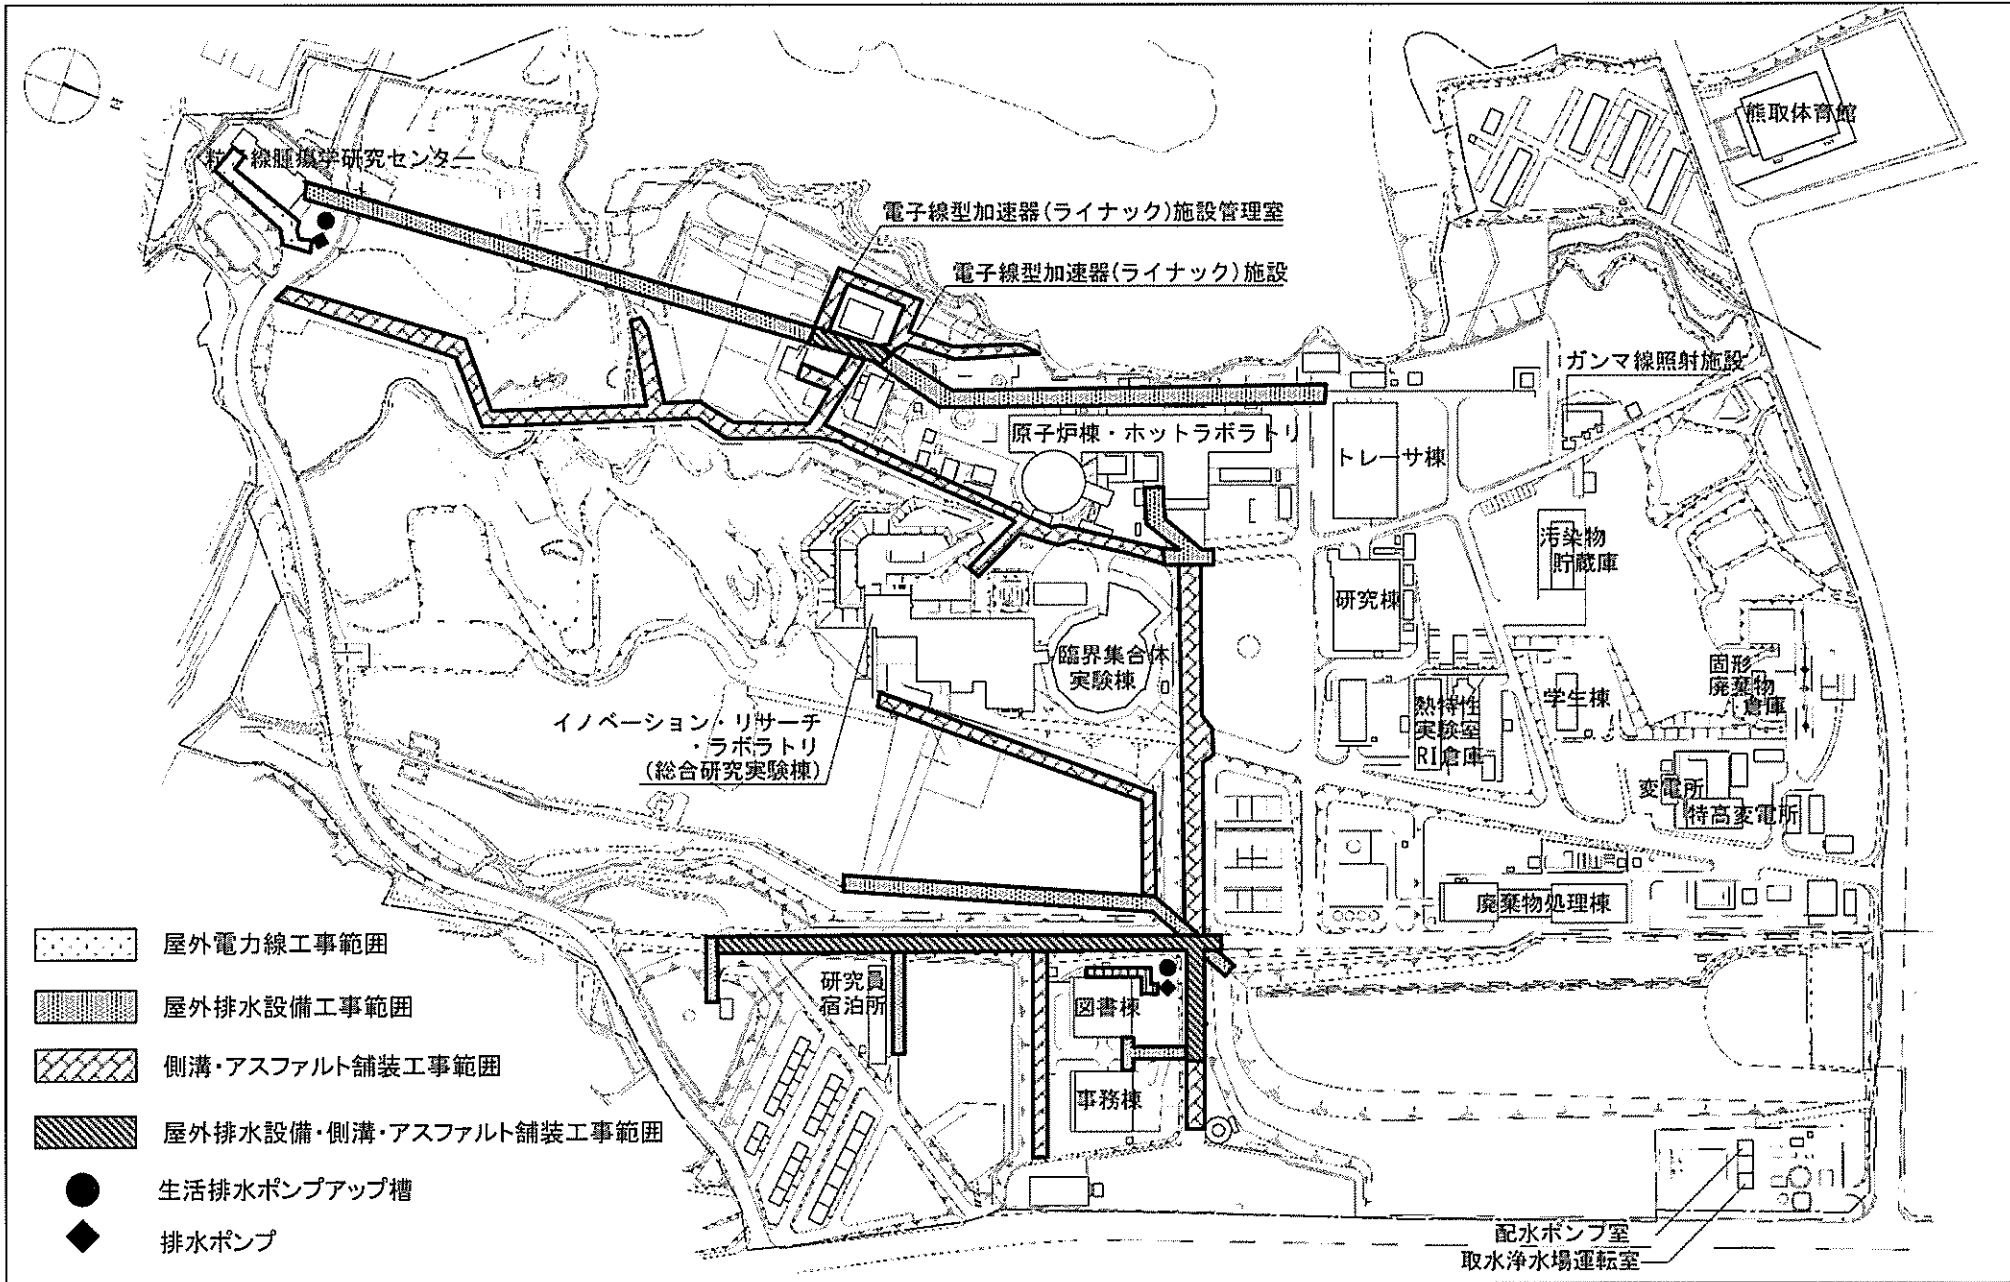 N
熊取体育館
粒子線腫瘍学研究センター
電子線型加速器(ライナック)施設管理室
電子線型加速器(ライナック)施設
ガンマ線照射施設
原子炉棟・ホットラボラトリ
トレーサ棟
汚染物
貯蔵庫
研究棟
臨界集合体
実験棟
固形
廃棄物
倉庫
熱特性
実験室
RI倉庫
学生棟
イノベーション・リサーチ
・ラボラトリ
(総合研究実験棟)
変電所
特高変電所
廃棄物処理棟
研究員
宿泊所
図書棟
事務棟
配水ポンプ室
取水浄水場運転室
屋外電力線工事範囲
屋外排水設備工事範囲
側溝・アスファルト舗装工事範囲
屋外排水設備・側溝・アスファルト舗装工事範囲
生活排水ポンプアップ槽
排水ポンプ